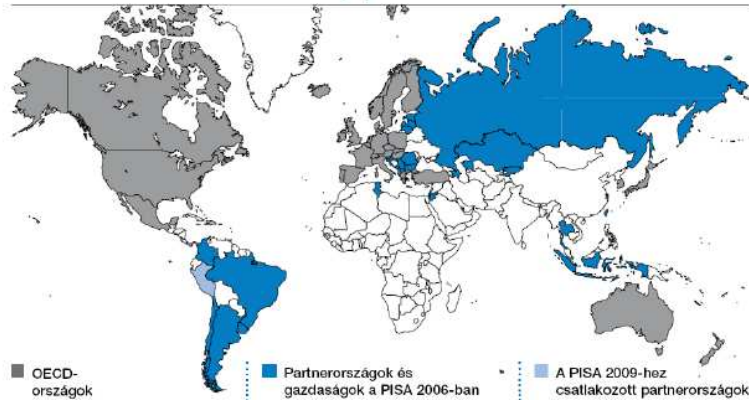 OECD-
országok
Partnerországok és
gazdaságok a PISA 2006-ban
A PISA 2009-hez
csatlakozott partnerországok